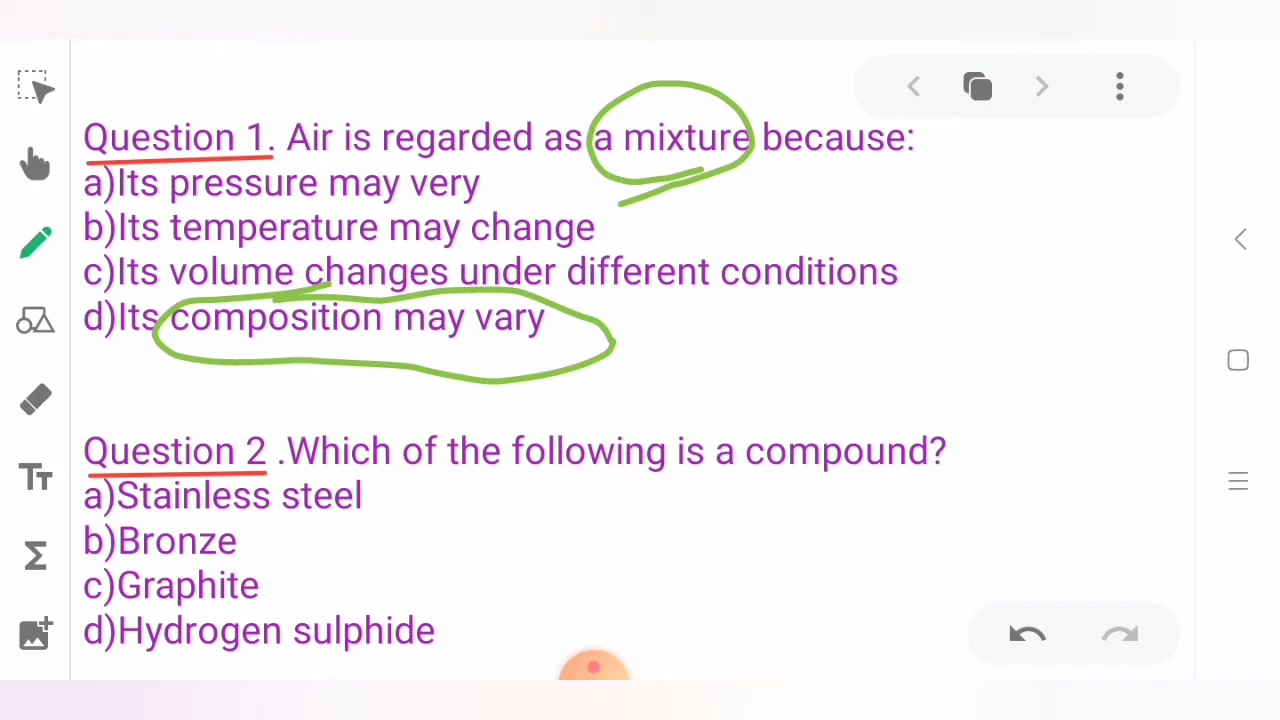 Question 1. Air is regarded as a mixture because:
a)Its pressure may very
b)Its temperature may change
c)Its volume changes under different conditions
d)Its composition may vary
Question 2 .Which of the following is a compound?
a)Stainless steel
b)Bronze
c)Graphite
d)Hydrogen sulphide
TT
Σ